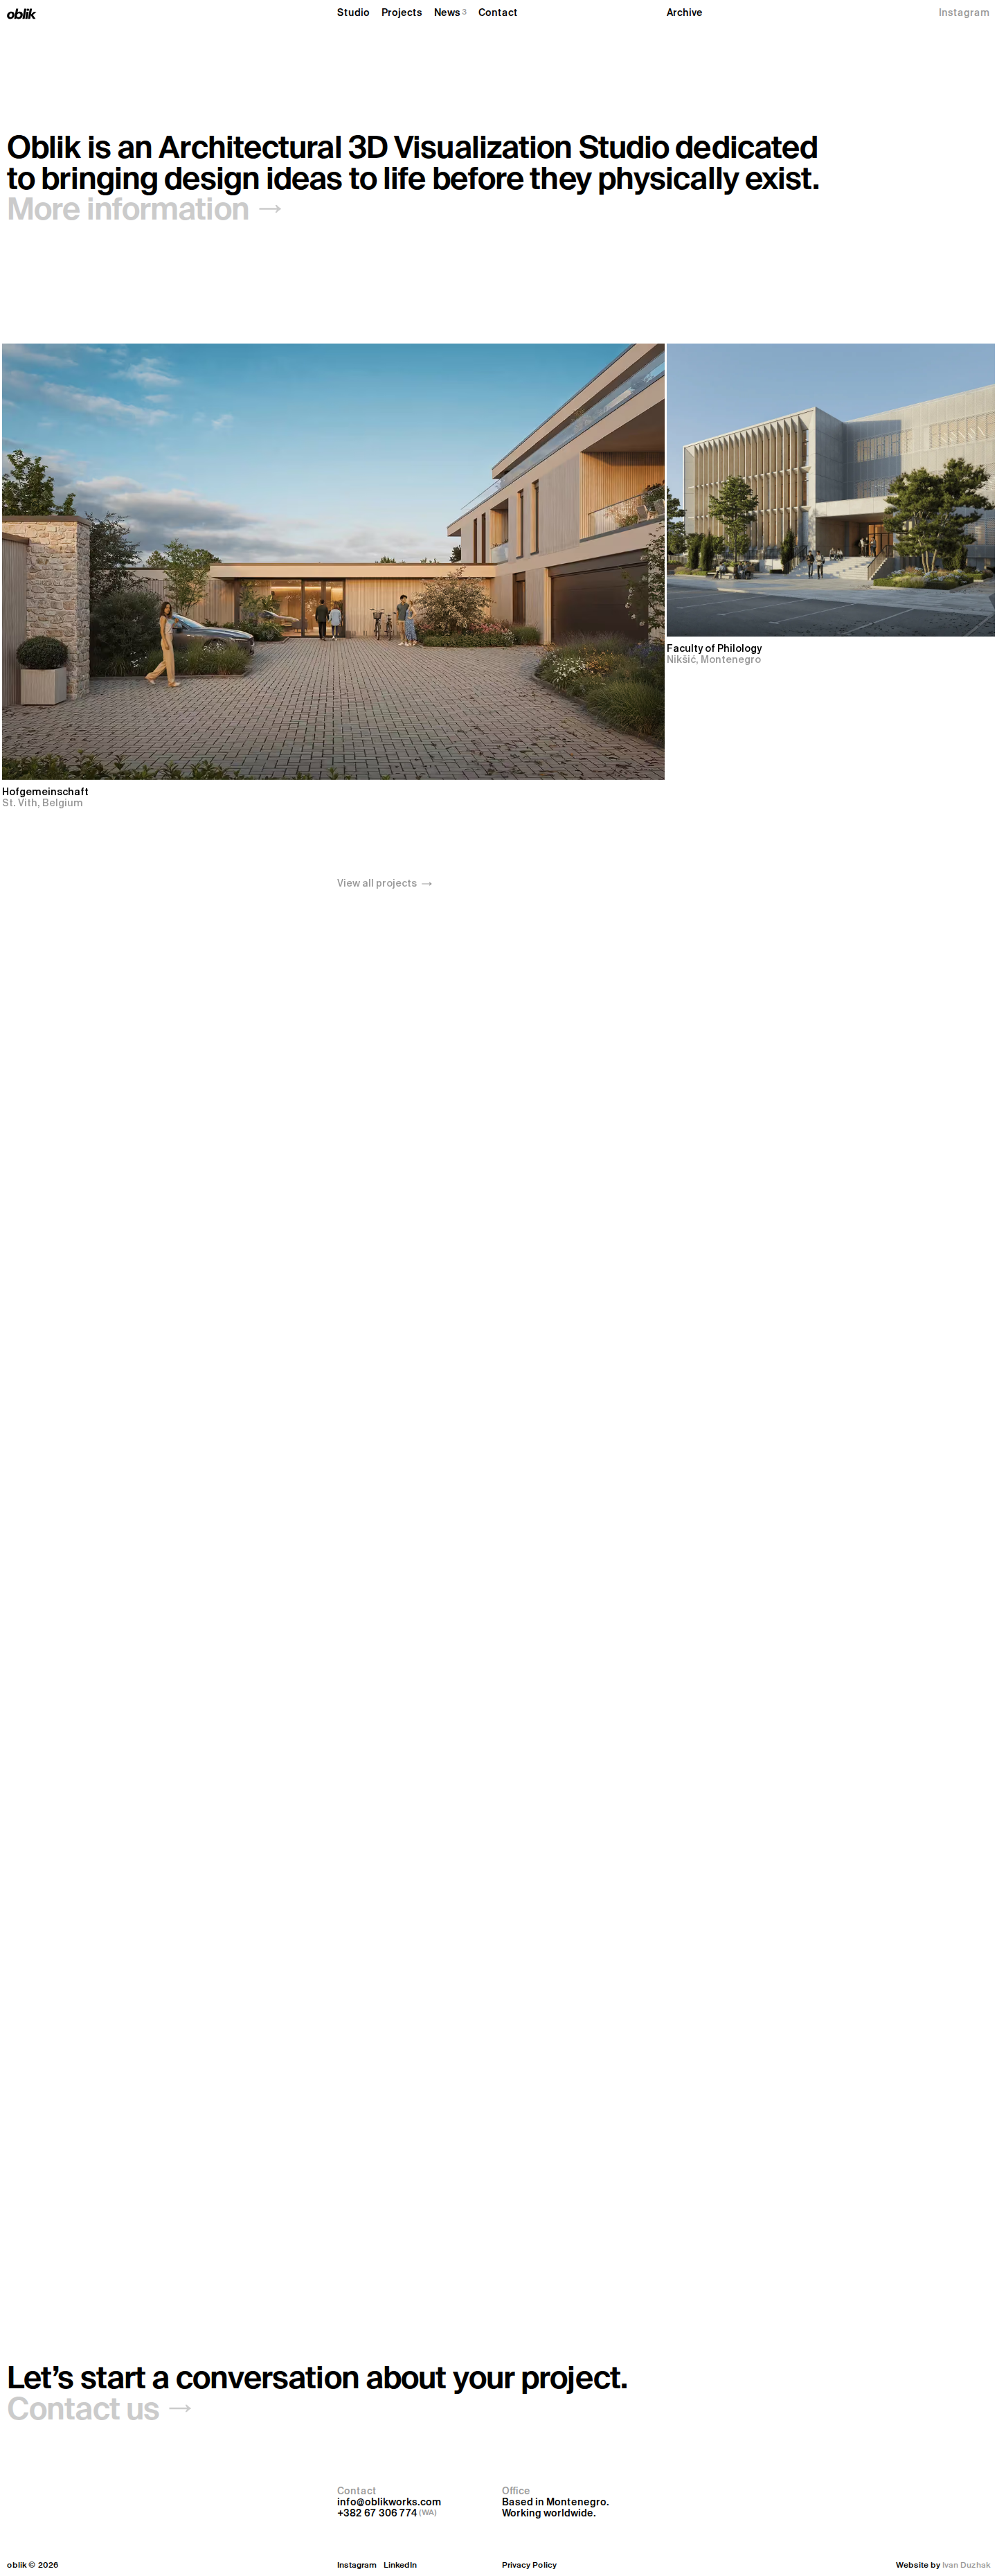 oblik
Studio Projects News 3 Contact
Archive
Instagram
Oblik is an Architectural 3D Visualization Studio dedicated
to bringing design ideas to life before they physically exist.
More information →
Faculty of Philology
Nikšić, Montenegro
Hofgemeinschaft
St. Vith, Belgium
View all projects →
Let’s start a conversation about your project.
Contact us →
Contact
info@oblikworks.com
+382 67 306 774 (WA)
Office
Based in Montenegro.
Working worldwide.
oblik © 2026
Instagram LinkedIn
Privacy Policy
Website by Ivan Duzhak